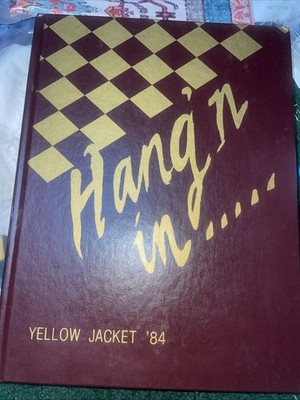 Hang'n
in.....
YELLOW JACKET '84